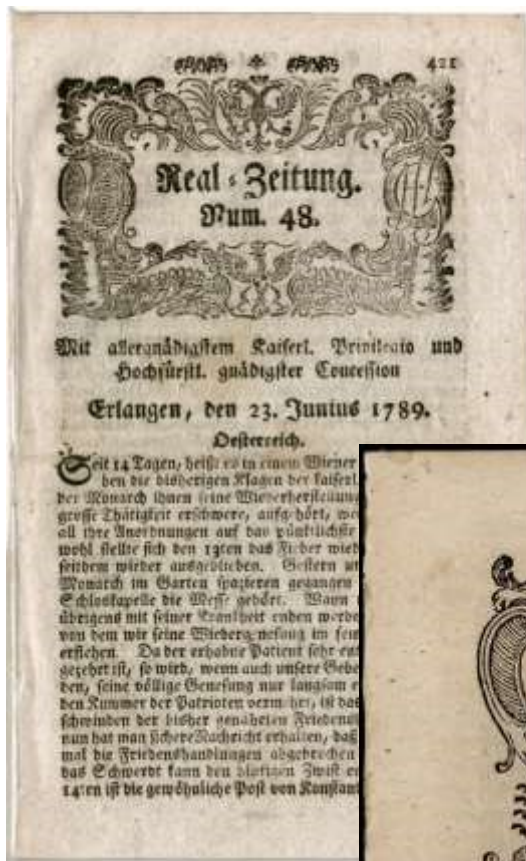 421
Real-Zeitung.
Num. 48.
Mit allergnädigstem Kaiserl. Privilegio und
Hochfürstl. gnädigster Concession
Erlangen, den 23. Junius 1789.
Oesterreich.
Seit 14 Tagen, heißt es in einem Wiener
ben die bisherigen Klagen der kaiserl.
der Monarch ihnen seine Wiederherstellung
grosse Thätigkeit erschwere, aufgehört, we
all ihre Anordnungen auf das pünktlichste
wohl stellte sich den 13ten das Fieber wied
seitdem wieder ausgeblieben. Gestern un
Monarch im Garten spazieren gegangen
Schloskapelle die Messe gehört. Wann
übrigens mit seiner Krankheit enden werde
von dem wir seine Wiedergenesung im
erflehen. Da der erhabne Patient sehr ent
gezehrt ist, so wird, wenn auch unsere Gebe
den, seine völlige Genesung nur langsam e
den Kummer der Patrioten vermehrt, ist das
schwinden der bisher genährten Friedens
nun hat man sichere Nachricht erhalten, daß
mal die Friedenshandlungen abgebrochen
das Schwerdt kann den blutigen Zwist
14ten ist die gewöhnliche Post von Konstant